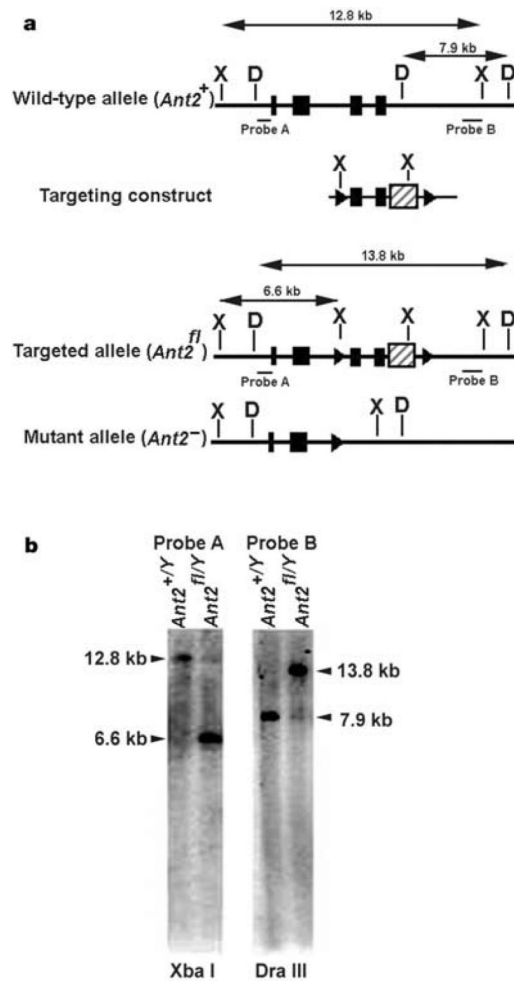 a
12.8 kb
7.9 kb
X D D X D
Wild-type allele (Ant2+)
Probe A Probe B
X X
Targeting construct
13.8 kb
6.6 kb
X D X X X D
Targeted allele (Ant2fl)
Probe A Probe B
X D X D
Mutant allele (Ant2−)
b
Probe A Probe B
Ant2+/Y Ant2fl/Y Ant2+/Y Ant2fl/Y
12.8 kb 13.8 kb
7.9 kb
6.6 kb
Xba I Dra III